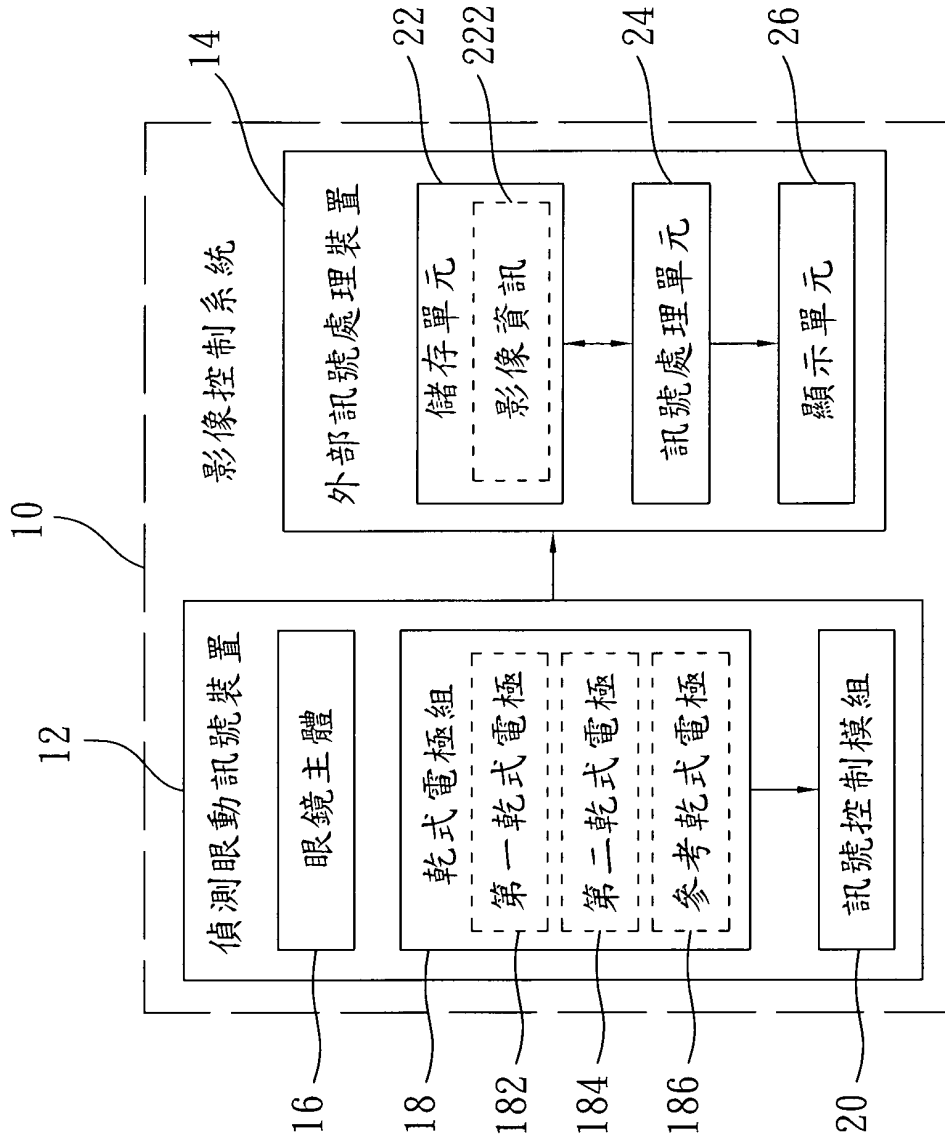 10
影像控制系統
12
偵測眼動訊號裝置
16
眼鏡主體
18
乾式電極組
182
第一乾式電極
184
第二乾式電極
186
參考乾式電極
20
訊號控制模組
14
外部訊號處理裝置
22
儲存單元
222
影像資訊
24
訊號處理單元
26
顯示單元